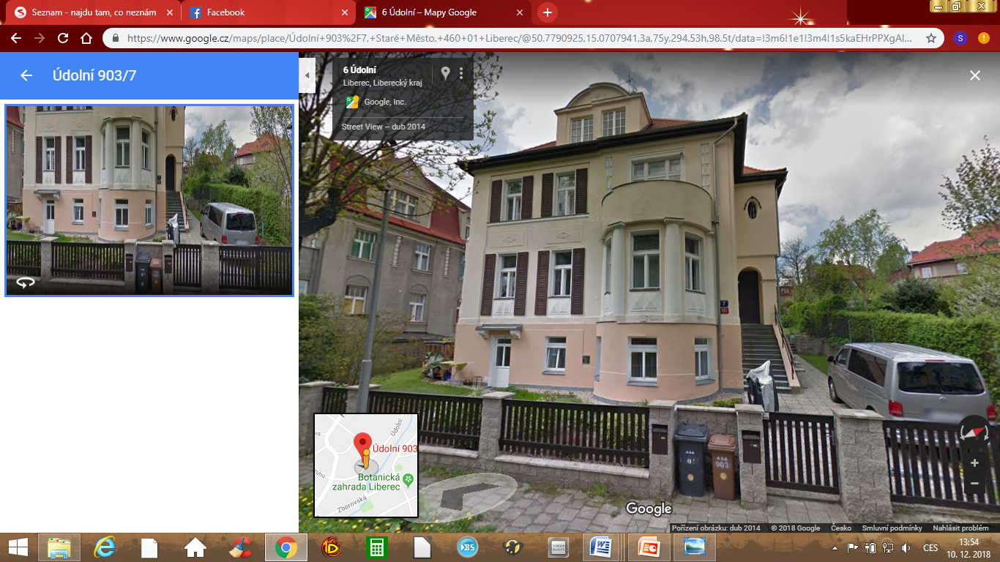 Seznam - najdu tam, co neznám
Facebook
6 Údolní – Mapy Google
https://www.google.cz/maps/place/Údolní+903%2F7,+Staré+Město,+460+01+Liberec/@50.7790925,15.0707941,3a,75y,294.53h,98.5t/data=!3m6!1e1!3m4!1s5kaEHrPPXgAI...
S
Údolní 903/7
6 Údolní
Liberec, Liberecký kraj
Google, Inc.
Street View – dub 2014
7
903
903
Údolní
Údolní 903
Botanická
zahrada Liberec
Zborovská
Google
Pořízení obrázku: dub 2014
© 2018 Google
Česko
Smluvní podmínky
Nahlásit problém
CES
13:54
10. 12. 2018